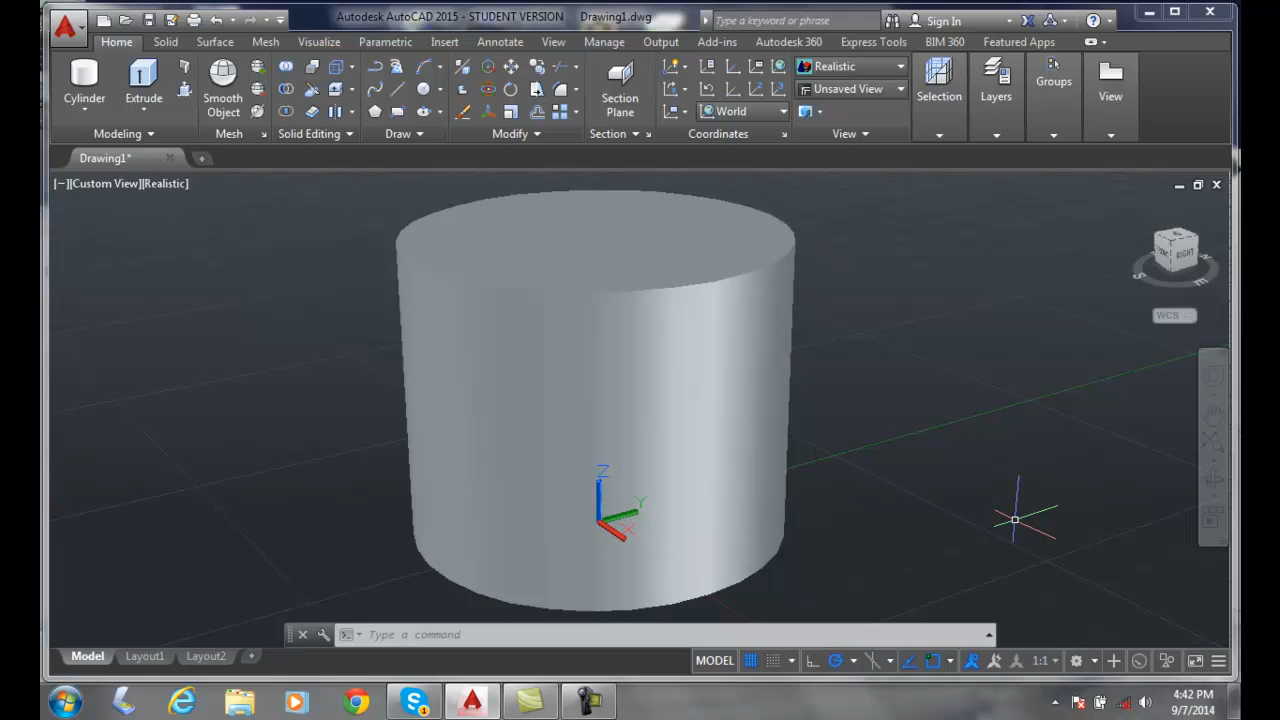 Autodesk AutoCAD 2015 - STUDENT VERSION Drawing1.dwg Type a keyword or phrase Sign In
Home Solid Surface Mesh Visualize Parametric Insert Annotate View Manage Output Add-ins Autodesk 360 Express Tools BIM 360 Featured Apps
Realistic
Unsaved View
World
Cylinder Extrude Smooth Object Section Plane Selection Layers Groups View
Modeling Mesh Solid Editing Draw Modify Section Coordinates View
Drawing1*
[−][Custom View][Realistic]
RIGHT
S E
WCS
Z
Y
X
Type a command
Model Layout1 Layout2
MODEL 1:1
4:42 PM
9/7/2014